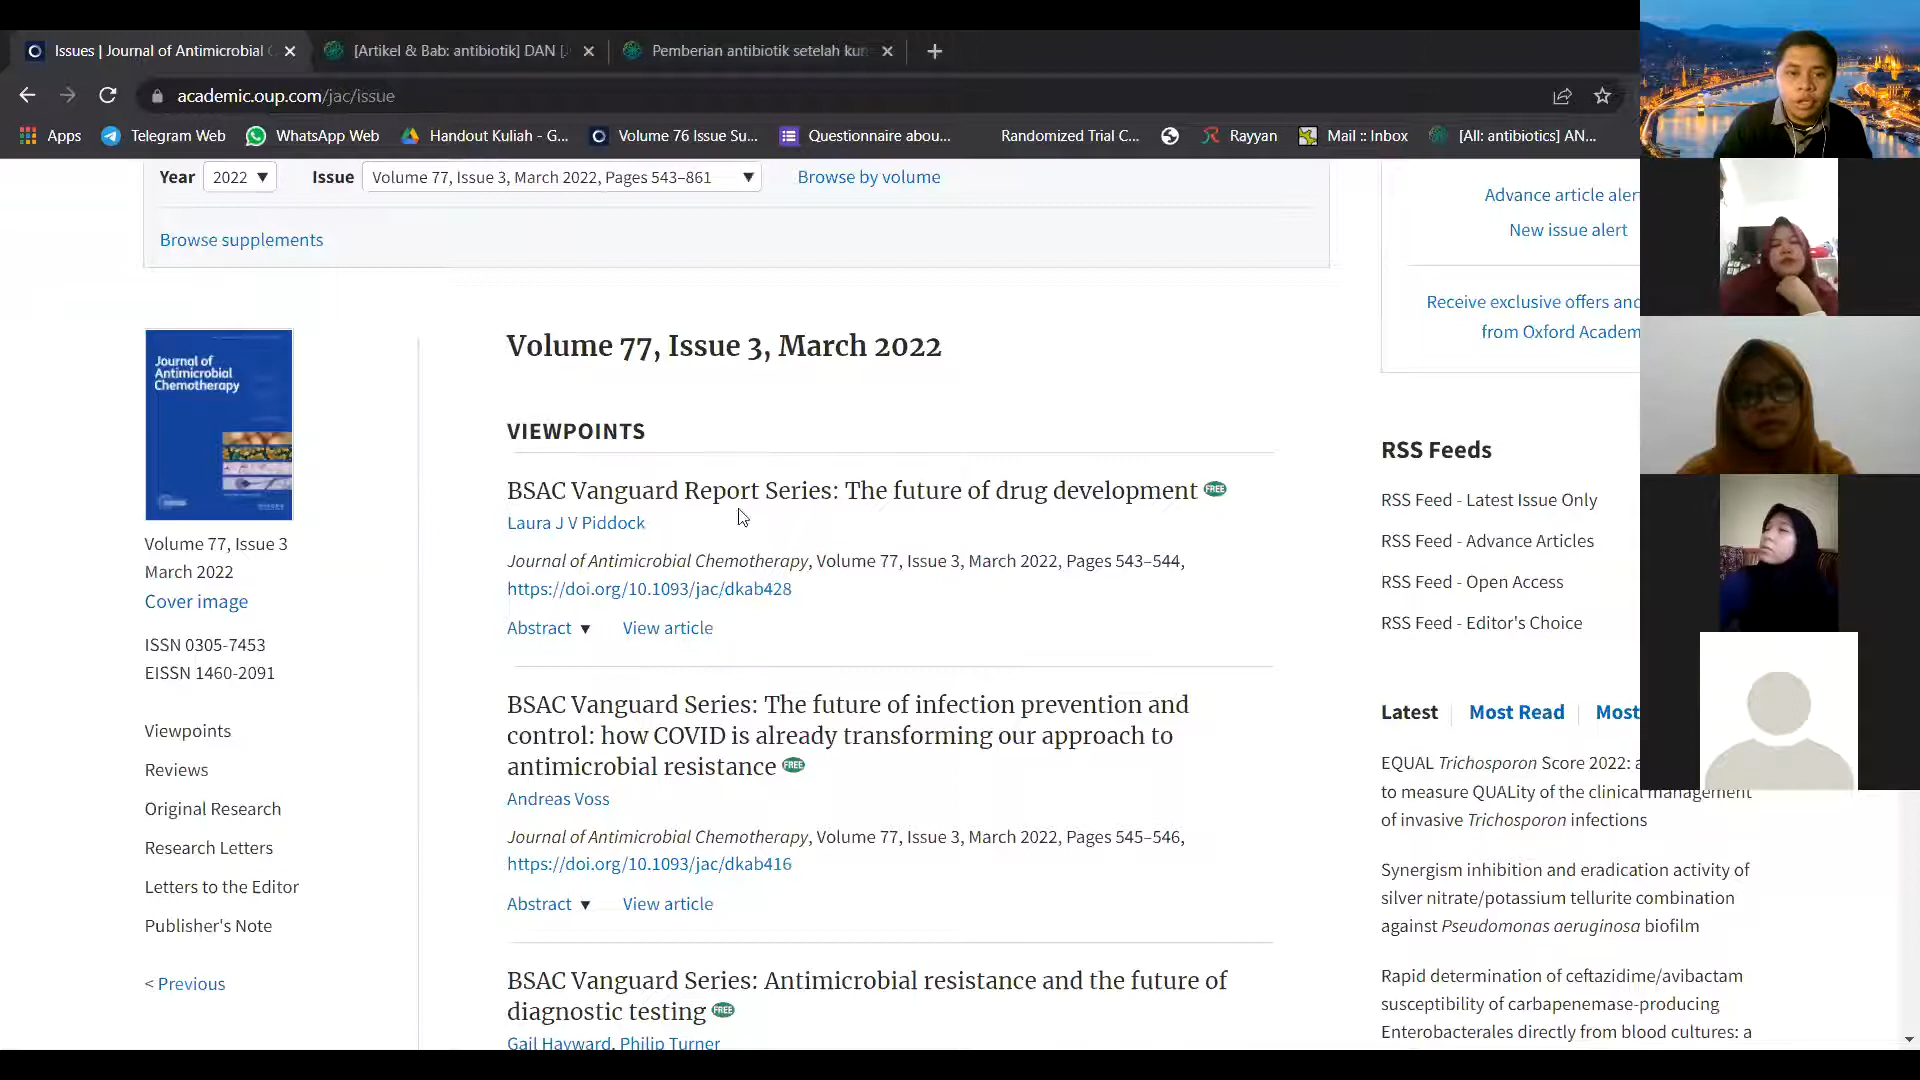 Issues | Journal of Antimicrobial
[Artikel & Bab: antibiotik] DAN [
Pemberian antibiotik setelah kun
academic.oup.com/jac/issue
Apps
Telegram Web
WhatsApp Web
Handout Kuliah - G...
Volume 76 Issue Su...
Questionnaire abou...
Randomized Trial C...
Rayyan
Mail :: Inbox
[All: antibiotics] AN...
Year
2022
Issue
Volume 77, Issue 3, March 2022, Pages 543–861
Browse by volume
Browse supplements
Journal of
Antimicrobial
Chemotherapy
Volume 77, Issue 3
March 2022
Cover image
ISSN 0305-7453
EISSN 1460-2091
Viewpoints
Reviews
Original Research
Research Letters
Letters to the Editor
Publisher's Note
< Previous
Volume 77, Issue 3, March 2022
VIEWPOINTS
BSAC Vanguard Report Series: The future of drug development FREE
Laura J V Piddock
Journal of Antimicrobial Chemotherapy, Volume 77, Issue 3, March 2022, Pages 543–544,
https://doi.org/10.1093/jac/dkab428
Abstract
View article
BSAC Vanguard Series: The future of infection prevention and
control: how COVID is already transforming our approach to
antimicrobial resistance FREE
Andreas Voss
Journal of Antimicrobial Chemotherapy, Volume 77, Issue 3, March 2022, Pages 545–546,
https://doi.org/10.1093/jac/dkab416
Abstract
View article
BSAC Vanguard Series: Antimicrobial resistance and the future of
diagnostic testing FREE
Gail Hayward, Philip Turner
Advance article aler
New issue alert
Receive exclusive offers and
from Oxford Academ
RSS Feeds
RSS Feed - Latest Issue Only
RSS Feed - Advance Articles
RSS Feed - Open Access
RSS Feed - Editor's Choice
Latest
Most Read
Most
EQUAL Trichosporon Score 2022: a
to measure QUALity of the clinical management
of invasive Trichosporon infections
Synergism inhibition and eradication activity of
silver nitrate/potassium tellurite combination
against Pseudomonas aeruginosa biofilm
Rapid determination of ceftazidime/avibactam
susceptibility of carbapenemase-producing
Enterobacterales directly from blood cultures: a